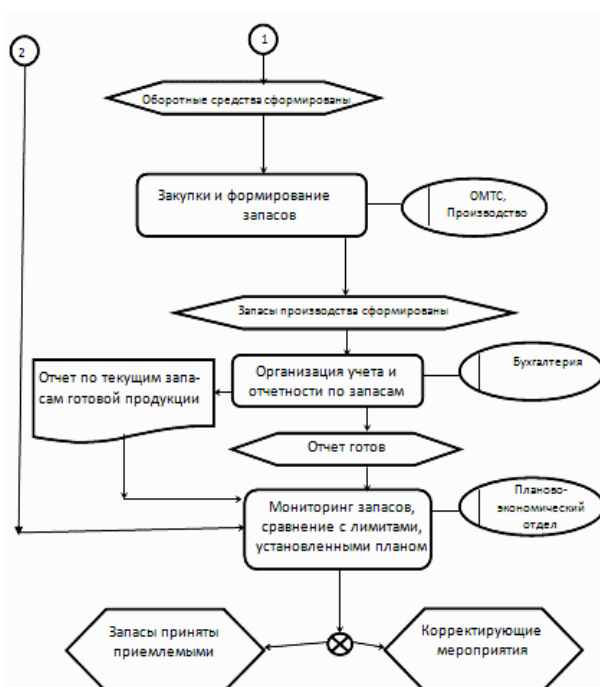 2
1
Оборотные средства сформированы
Закупки и формирование
запасов
ОМТС,
Производство
Запасы производства сформированы
Организация учета и
отчетности по запасам
Бухгалтерия
Отчет по текущим запа-
сам готовой продукции
Отчет готов
Мониторинг запасов,
сравнение с лимитами,
установленными планом
Планово-
экономический
отдел
Запасы приняты
приемлемыми
Корректирующие
мероприятия